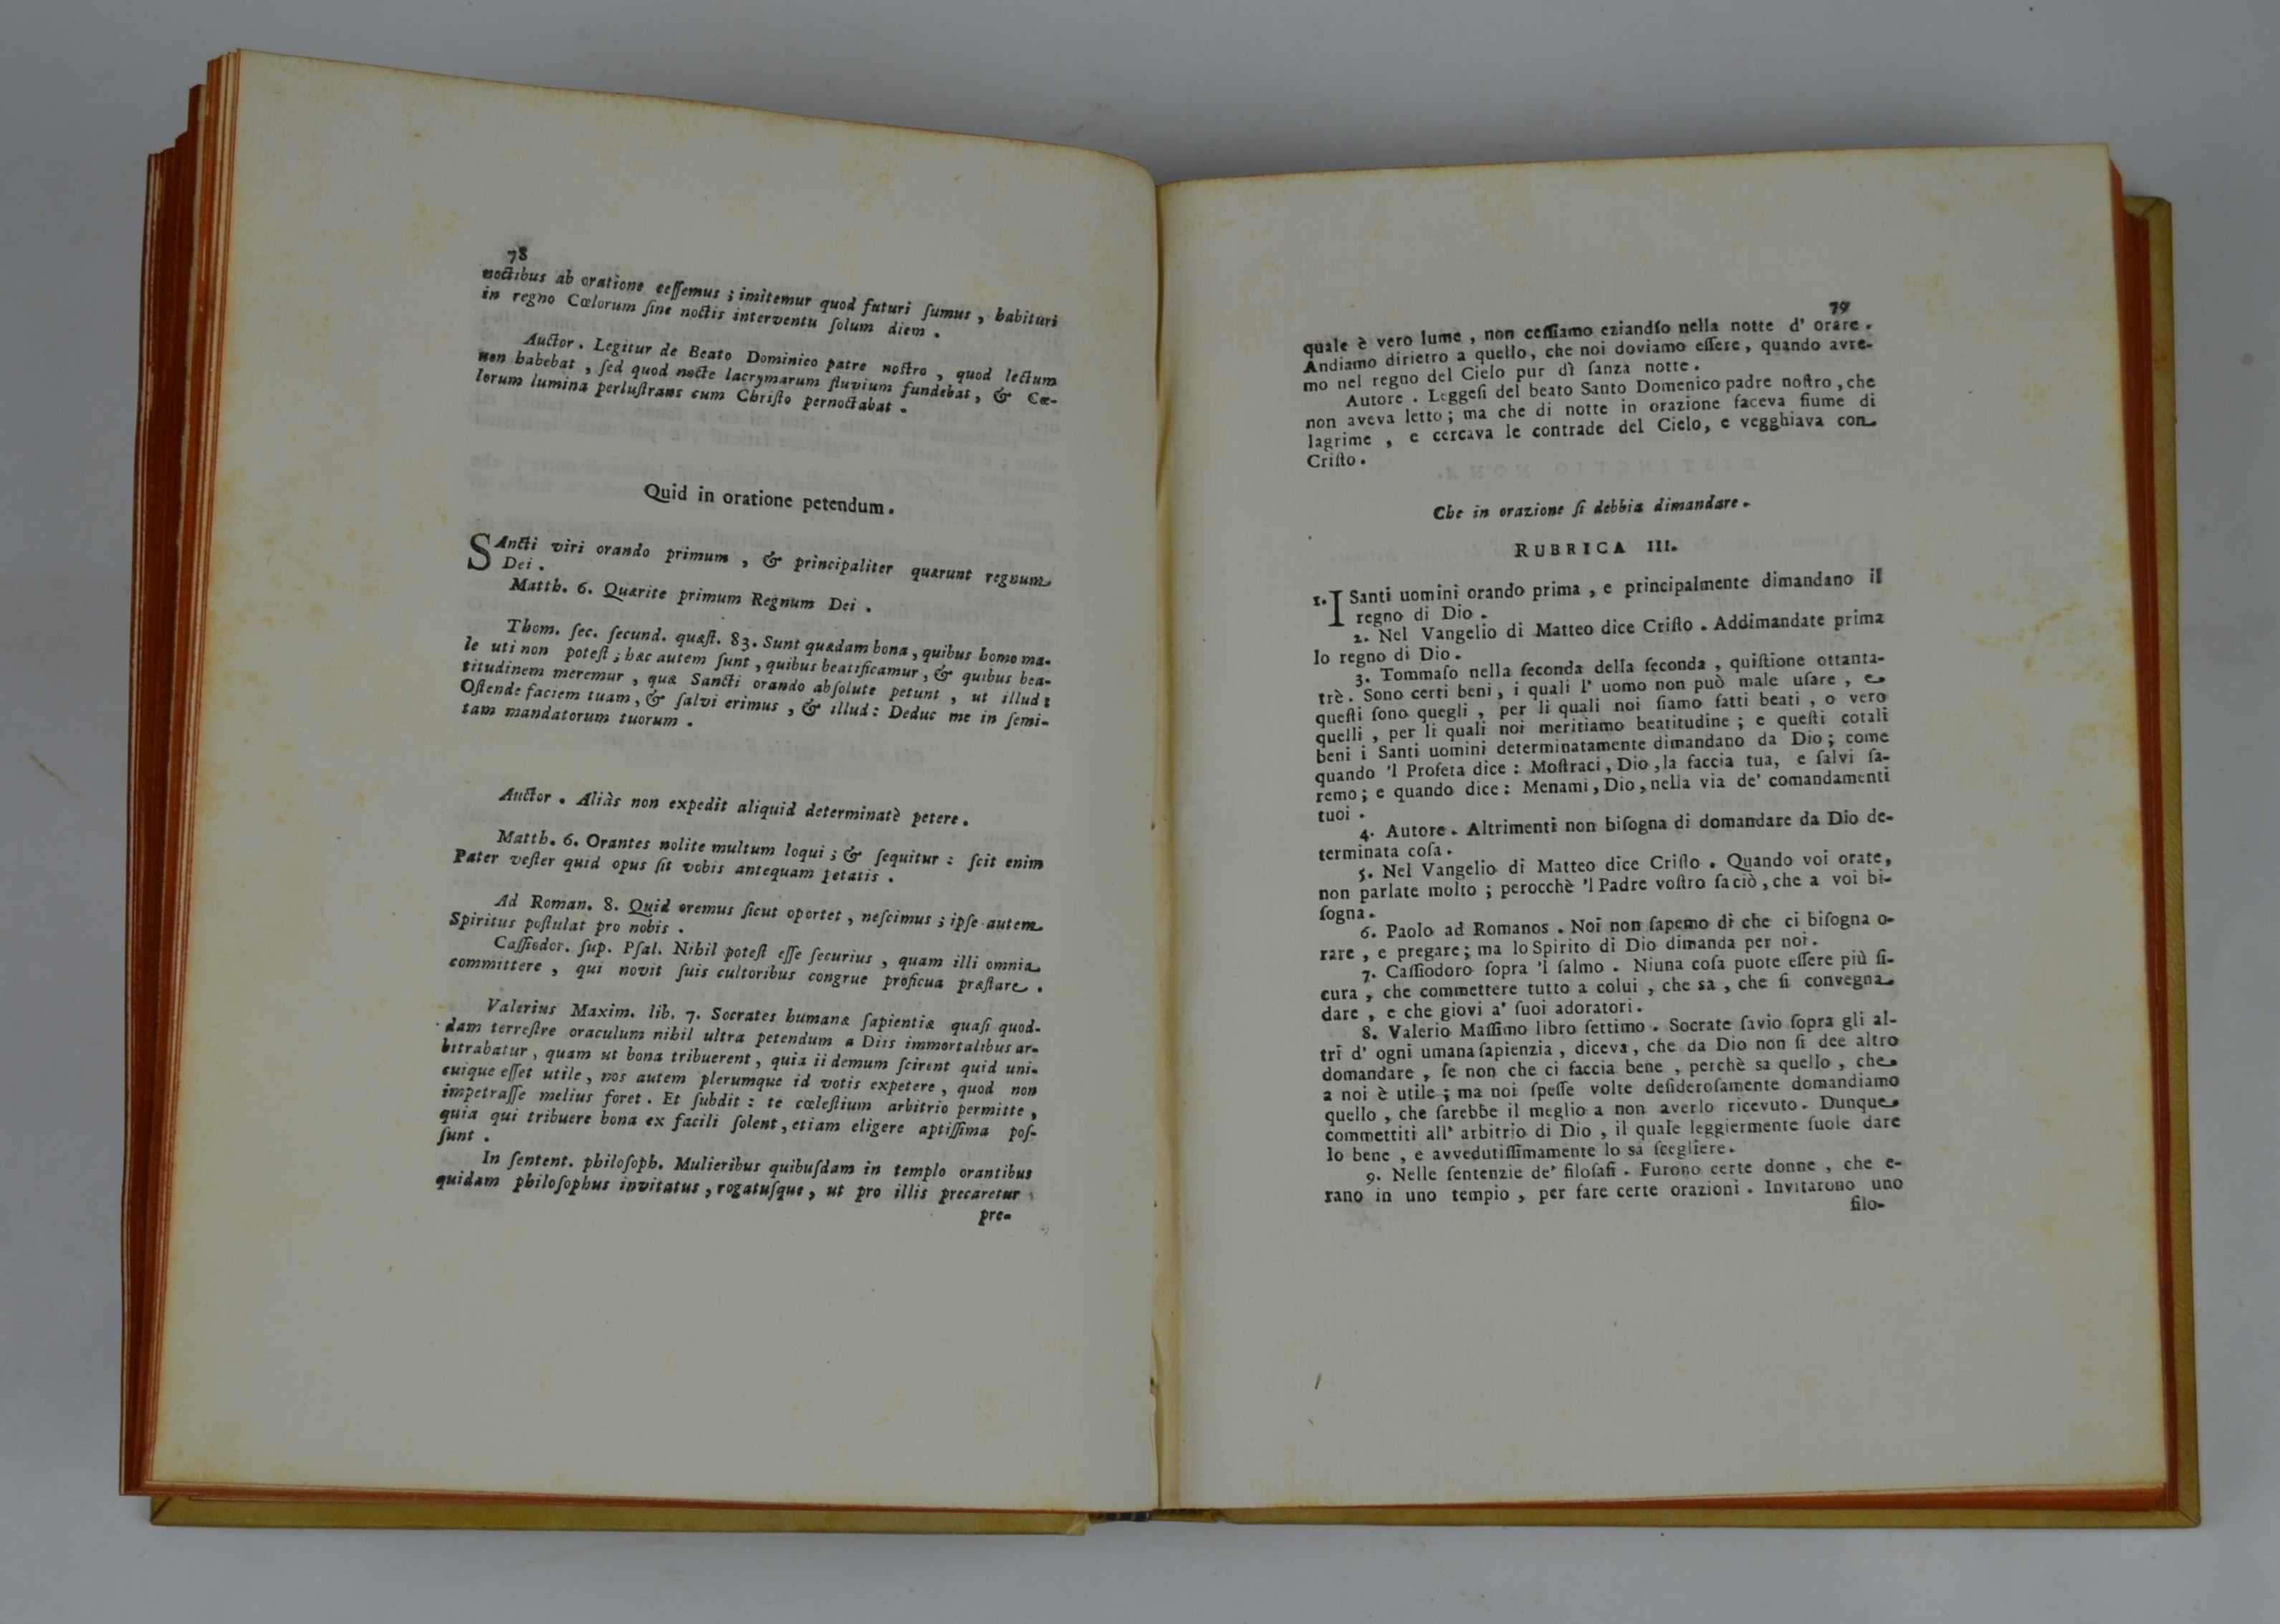 78
noctibus ab oratione ceſſemus ; imitemur quod futuri ſumus , habituri
in regno Cœlorum ſine noctis interventu ſolum diem .
Auctor . Legitur de Beato Dominico patre noſtro , quod lectum
non habebat , ſed quod nocte lacrymarum fluvium fundebat , & Cœ-
lorum lumina perluſtrans cum Chriſto pernoctabat .
Quid in oratione petendum .
SAncti viri orando primum , & principaliter quærunt regnum
Dei .
Matth. 6. Quærite primum Regnum Dei .
Thom. ſec. ſecund. quæſt. 83. Sunt quædam bona , quibus homo ma-
le uti non poteſt ; hæc autem ſunt , quibus beatificamur , & quibus bea-
titudinem meremur , quæ Sancti orando abſolute petunt , ut illud :
Oſtende faciem tuam , & ſalvi erimus , & illud : Deduc me in ſemi-
tam mandatorum tuorum .
Auctor . Aliàs non expedit aliquid determinatè petere .
Matth. 6. Orantes nolite multum loqui ; & ſequitur : ſcit enim
Pater veſter quid opus ſit vobis antequam petatis .
Ad Roman. 8. Quid oremus ſicut oportet , neſcimus ; ipſe autem
Spiritus poſtulat pro nobis .
Caſſiodor. ſup. Pſal. Nihil poteſt eſſe ſecurius , quam illi omnia
committere , qui novit ſuis cultoribus congrue proficua præſtare .
Valerius Maxim. lib. 7. Socrates humanæ ſapientiæ quaſi quod-
dam terreſtre oraculum nihil ultra petendum a Diis immortalibus ar-
bitrabatur , quam ut bona tribuerent , quia ii demum ſcirent quid uni-
cuique eſſet utile , nos autem plerumque id votis expetere , quod non
impetraſſe melius foret . Et ſubdit : te cœleſtium arbitrio permitte ,
quia qui tribuere bona ex facili ſolent , etiam eligere aptiſſima poſ-
ſunt .
In ſentent. philoſoph. Mulieribus quibuſdam in templo orantibus
quidam philoſophus invitatus , rogatuſque , ut pro illis precaretur
pre-
79
quale è vero lume , non ceſſiamo eziandío nella notte d' orare .
Andiamo dirietro a quello , che noi doviamo eſſere , quando avre-
mo nel regno del Cielo pur dì ſanza notte .
Autore . Leggeſi del beato Santo Domenico padre noſtro , che
non aveva letto ; ma che di notte in orazione faceva fiume di
lagrime , e cercava le contrade del Cielo , e vegghiava con
Criſto .
Che in orazione ſi debbia dimandare .
RUBRICA III.
1. I Santi uomini orando prima , e principalmente dimandano il
regno di Dio .
2. Nel Vangelio di Matteo dice Criſto . Addimandate prima
lo regno di Dio .
3. Tommaſo nella ſeconda della ſeconda , quiſtione ottanta-
trè . Sono certi beni , i quali l' uomo non può male uſare , e
queſti ſono quegli , per li quali noi ſiamo fatti beati , o vero
quelli , per li quali noi meritiamo beatitudine ; e queſti cotali
beni i Santi uomini determinatamente dimandano da Dio ; come
quando 'l Profeta dice : Moſtraci , Dio , la faccia tua , e ſalvi ſa-
remo ; e quando dice : Menami , Dio , nella via de' comandamenti
tuoi .
4. Autore . Altrimenti non biſogna di domandare da Dio de-
terminata coſa .
5. Nel Vangelio di Matteo dice Criſto . Quando voi orate ,
non parlate molto ; perocchè 'l Padre voſtro ſa ciò , che a voi bi-
ſogna .
6. Paolo ad Romanos . Noi non ſapemo dì che ci biſogna o-
rare , e pregare ; ma lo Spirito di Dio dimanda per noi .
7. Caſſiodoro ſopra 'l ſalmo . Niuna coſa puote eſſere più ſi-
cura , che commettere tutto a colui , che sa , che ſi convegna
dare , e che giovi a' ſuoi adoratori .
8. Valerio Maſſimo libro ſettimo . Socrate ſavio ſopra gli al-
tri d' ogni umana ſapienzia , diceva , che da Dio non ſi dee altro
domandare , ſe non che ci faccia bene , perchè sa quello , che
a noi è utile ; ma noi ſpeſſe volte deſideroſamente domandiamo
quello , che ſarebbe il meglio a non averlo ricevuto . Dunque
commettiti all' arbitrio di Dio , il quale leggiermente ſuole dare
lo bene , e avvedutiſſimamente lo sa ſcegliere .
9. Nelle ſentenzie de' filoſafi . Furono certe donne , che e-
rano in uno tempio , per fare certe orazioni . Invitarono uno
filo-